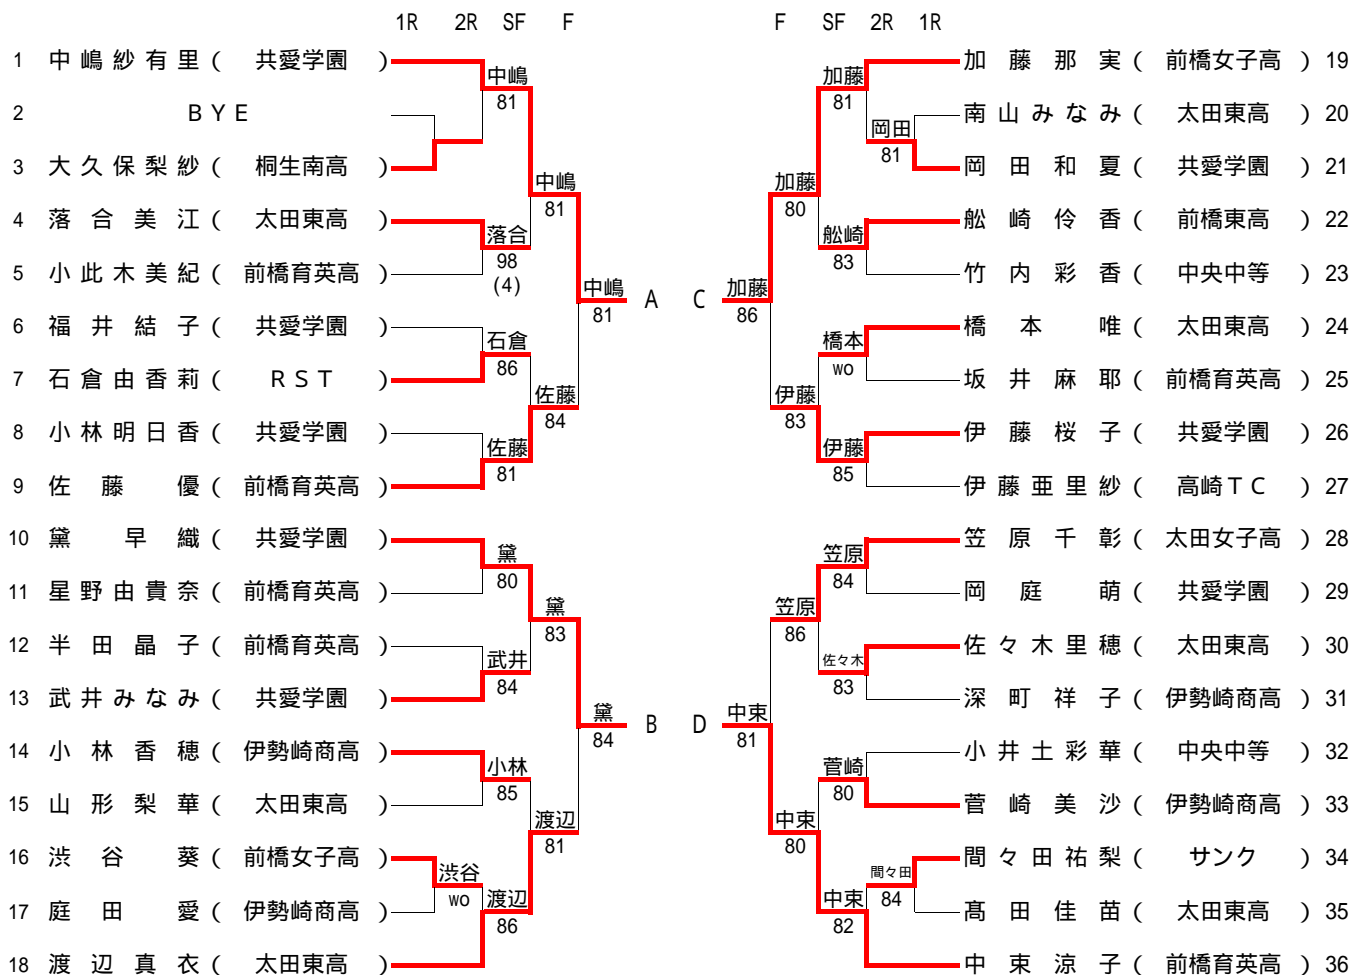 1R 2R SF F
1 中嶋紗有里 ( 共愛学園 )
中嶋
81
2 BYE
3 大久保梨紗 ( 桐生南高 )
中嶋
81
4 落合美江 ( 太田東高 )
落合
98
(4)
5 小此木美紀 ( 前橋育英高 )
中嶋
81
A
6 福井結子 ( 共愛学園 )
石倉
86
7 石倉由香莉 ( RST )
佐藤
84
8 小林明日香 ( 共愛学園 )
佐藤
81
9 佐藤優 ( 前橋育英高 )
10 黛早織 ( 共愛学園 )
黛
80
11 星野由貴奈 ( 前橋育英高 )
黛
83
12 半田晶子 ( 前橋育英高 )
武井
84
13 武井みなみ ( 共愛学園 )
黛
84
B
14 小林香穂 ( 伊勢崎商高 )
小林
85
15 山形梨華 ( 太田東高 )
渡辺
81
16 渋谷葵 ( 前橋女子高 )
渋谷
wo
17 庭田愛 ( 伊勢崎商高 )
渡辺
86
18 渡辺真衣 ( 太田東高 )
F SF 2R 1R
加藤那実 ( 前橋女子高 ) 19
加藤
81
南山みなみ ( 太田東高 ) 20
岡田
81
岡田和夏 ( 共愛学園 ) 21
加藤
80
舩崎伶香 ( 前橋東高 ) 22
舩崎
83
竹内彩香 ( 中央中等 ) 23
C
加藤
86
橋本唯 ( 太田東高 ) 24
橋本
wo
坂井麻耶 ( 前橋育英高 ) 25
伊藤
83
伊藤桜子 ( 共愛学園 ) 26
伊藤
85
伊藤亜里紗 ( 高崎TC ) 27
笠原千彰 ( 太田女子高 ) 28
笠原
84
岡庭萌 ( 共愛学園 ) 29
笠原
86
佐々木里穂 ( 太田東高 ) 30
佐々木
83
深町祥子 ( 伊勢崎商高 ) 31
D
中束
81
小井土彩華 ( 中央中等 ) 32
菅崎
80
菅崎美沙 ( 伊勢崎商高 ) 33
中束
80
間々田祐梨 ( サンク ) 34
間々田
84
髙田佳苗 ( 太田東高 ) 35
中束
82
中束涼子 ( 前橋育英高 ) 36